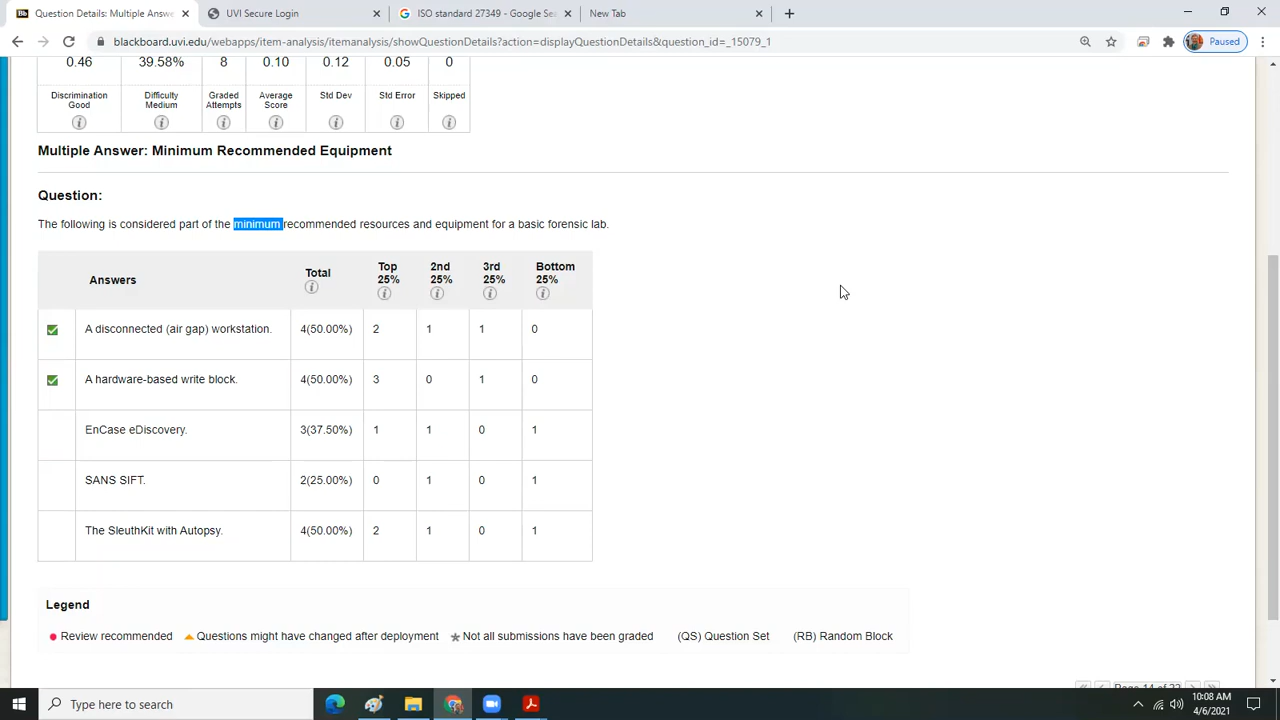 Question Details: Multiple Answe
UVI Secure Login
ISO standard 27349 - Google Sea
New Tab
blackboard.uvi.edu/webapps/item-analysis/itemanalysis/showQuestionDetails?action=displayQuestionDetails&question_id=_15079_1
Paused
0.46 39.58% 8 0.10 0.12 0.05 0
Discrimination Good Difficulty Medium Graded Attempts Average Score Std Dev Std Error Skipped
Multiple Answer: Minimum Recommended Equipment
Question:
The following is considered part of the minimum recommended resources and equipment for a basic forensic lab.
Answers Total Top 25% 2nd 25% 3rd 25% Bottom 25%
A disconnected (air gap) workstation. 4(50.00%) 2 1 1 0
A hardware-based write block. 4(50.00%) 3 0 1 0
EnCase eDiscovery. 3(37.50%) 1 1 0 1
SANS SIFT. 2(25.00%) 0 1 0 1
The SleuthKit with Autopsy. 4(50.00%) 2 1 0 1
Legend
Review recommended Questions might have changed after deployment Not all submissions have been graded (QS) Question Set (RB) Random Block
Type here to search
10:08 AM
4/6/2021